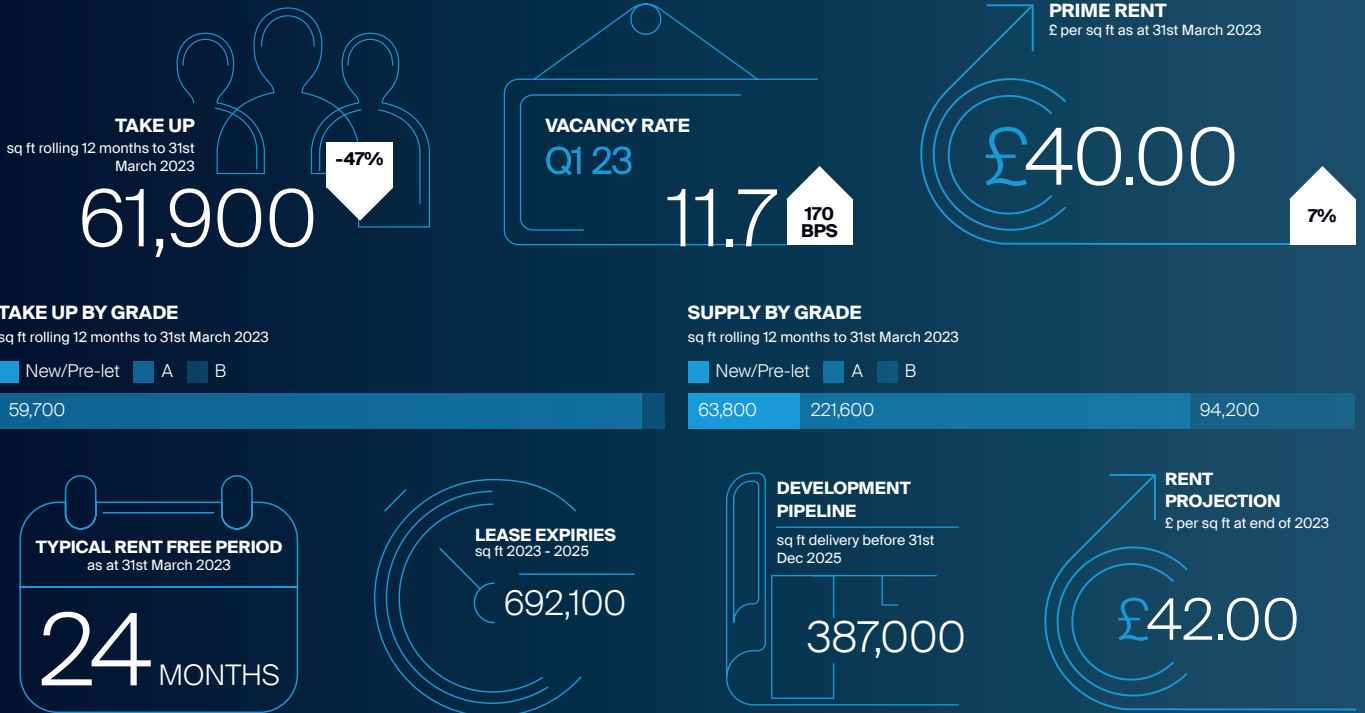 TAKE UP
sq ft rolling 12 months to 31st
March 2023
61,900
-47%
VACANCY RATE
Q1 23
11.7
170
BPS
PRIME RENT
£ per sq ft as at 31st March 2023
£40.00
7%
TAKE UP BY GRADE
sq ft rolling 12 months to 31st March 2023
New/Pre-let A B
59,700
SUPPLY BY GRADE
sq ft rolling 12 months to 31st March 2023
New/Pre-let A B
63,800 221,600 94,200
TYPICAL RENT FREE PERIOD
as at 31st March 2023
24 MONTHS
LEASE EXPIRIES
sq ft 2023 - 2025
692,100
DEVELOPMENT
PIPELINE
sq ft delivery before 31st
Dec 2025
387,000
RENT
PROJECTION
£ per sq ft at end of 2023
£42.00